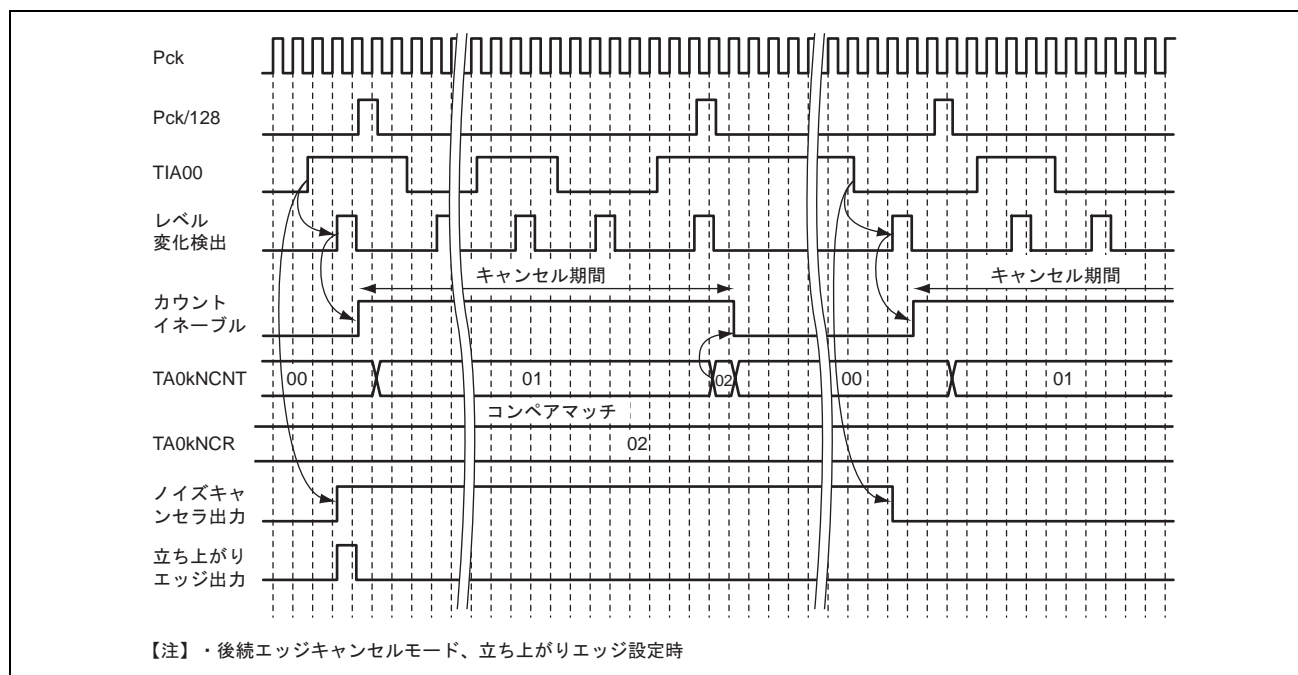 Pck
Pck/128
TIA00
レベル
変化検出
キャンセル期間
キャンセル期間
カウント
イネーブル
TA0kNCNT
00
01
02
00
01
コンペアマッチ
TA0kNCR
02
ノイズキャ
ンセラ出力
立ち上がり
エッジ出力
【注】・後続エッジキャンセルモード、立ち上がりエッジ設定時